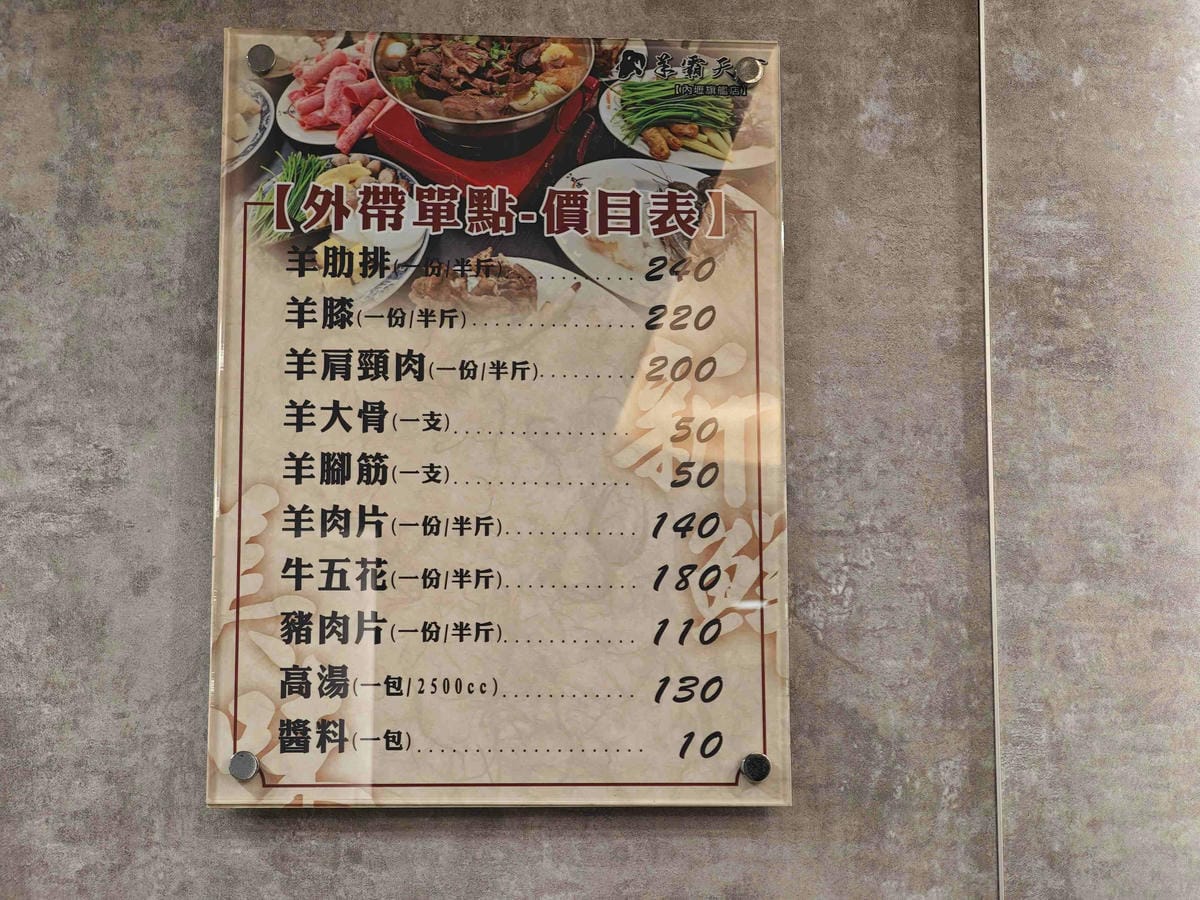 羊霸天下
【內壢旗艦店】
【外帶單點-價目表】
羊肋排(一份/半斤)............240
羊膝(一份/半斤)................220
羊肩頸肉(一份/半斤)..........200
羊大骨(一支)..................50
羊腳筋(一支)..................50
羊肉片(一份/半斤)............140
牛五花(一份/半斤)............180
豬肉片(一份/半斤)............110
高湯(一包/2500cc)............130
醬料(一包)......................10
新
鮮